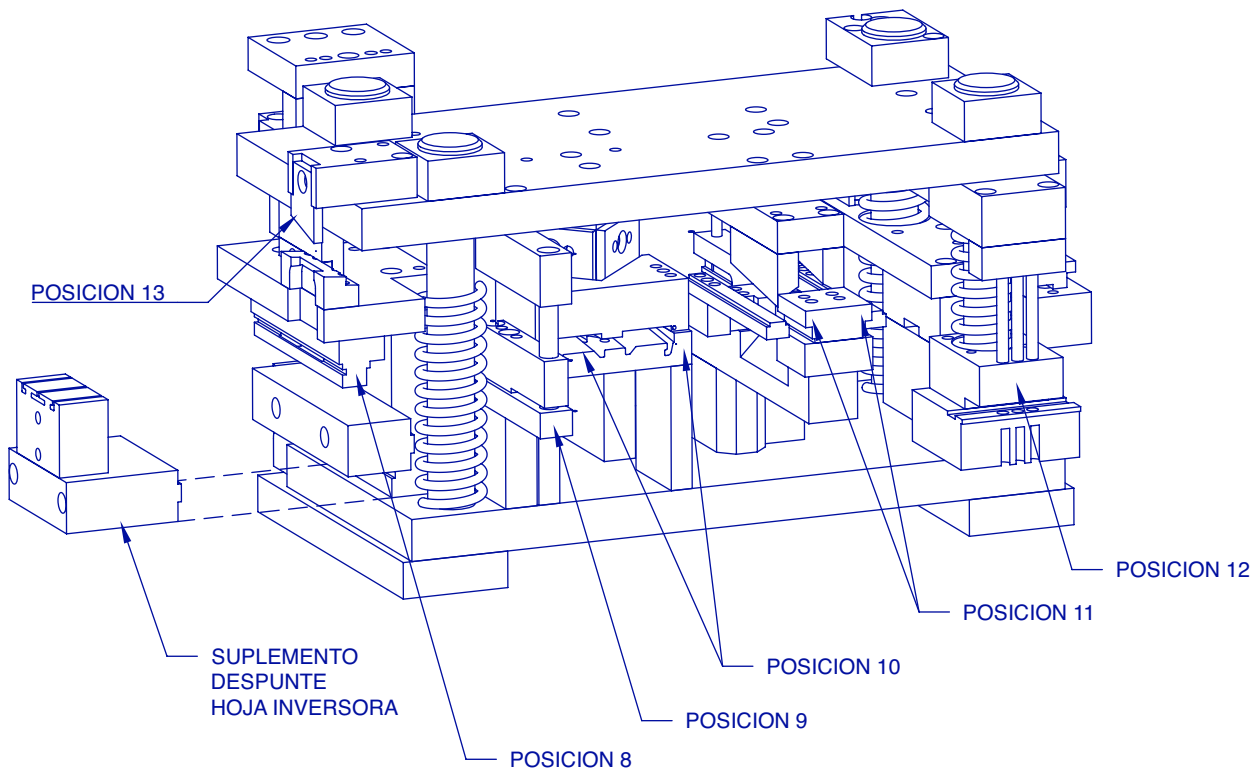 POSICION 13
POSICION 12
POSICION 11
SUPLEMENTO
DESPUNTE
HOJA INVERSORA
POSICION 10
POSICION 9
POSICION 8